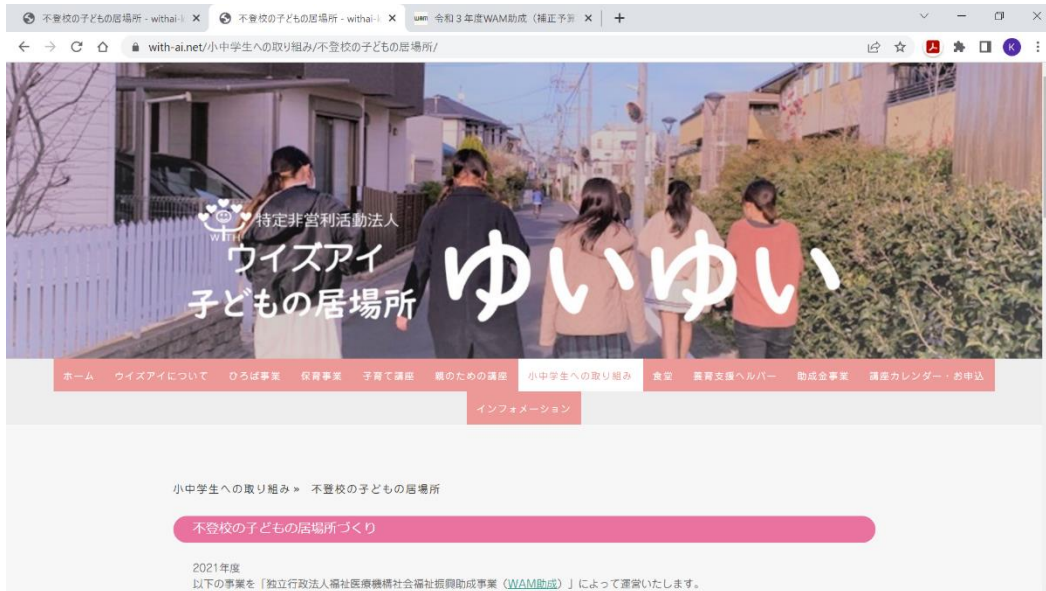 不登校の子どもの居場所 - withai-
不登校の子どもの居場所 - withai-
wam 令和3年度WAM助成（補正予算
with-ai.net/小中学生への取り組み/不登校の子どもの居場所/
K
WITH
特定非営利活動法人
ウイズアイ
子どもの居場所
ゆいゆい
ホーム ウイズアイについて ひろば事業 保育事業 子育て講座 親のための講座 小中学生への取り組み 食堂 養育支援ヘルパー 助成金事業 講座カレンダー・お申込
インフォメーション
小中学生への取り組み » 不登校の子どもの居場所
不登校の子どもの居場所づくり
2021年度
以下の事業を「独立行政法人福祉医療機構社会福祉振興助成事業（WAM助成）」によって運営いたします。